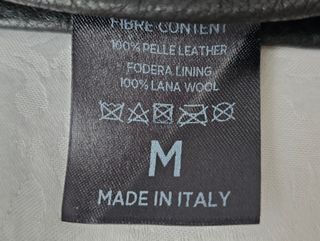 FIBRE CONTENT
100% PELLE LEATHER
FODERA LINING
100% LANA WOOL
M
MADE IN ITALY